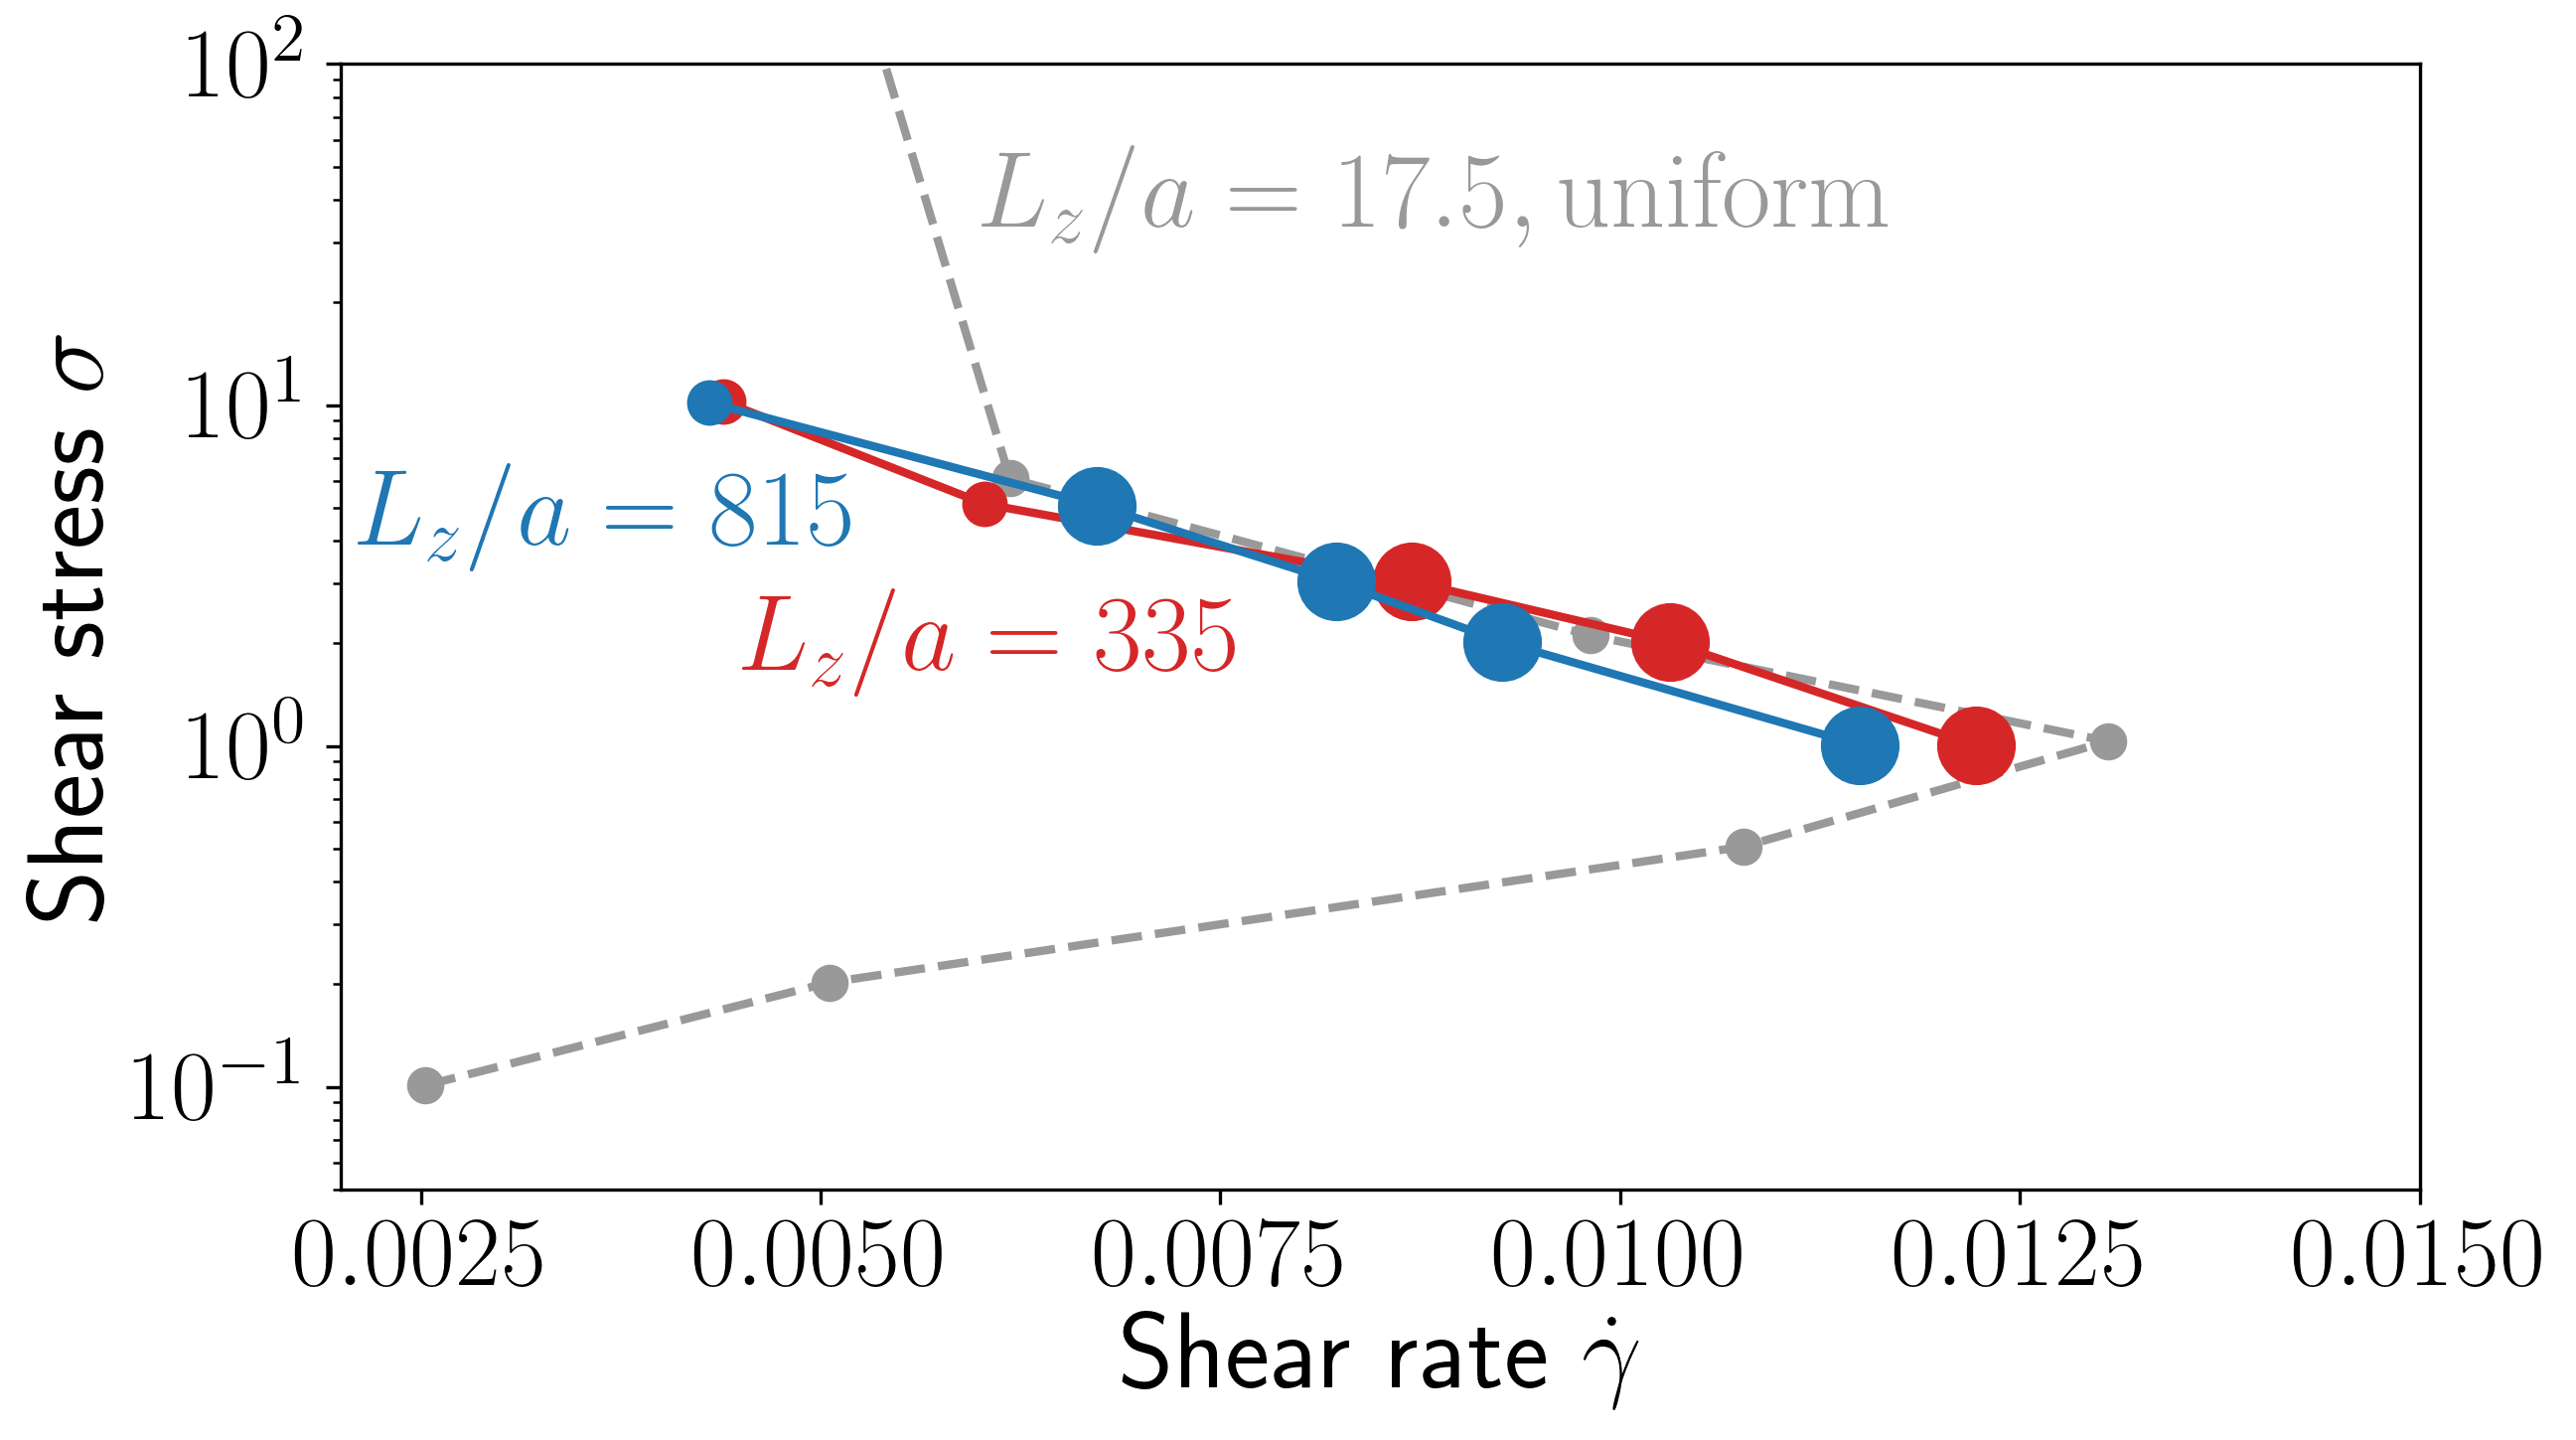 10^2
10^1
10^0
10^{-1}
Shear stress σ
L_z/a = 17.5, uniform
L_z/a = 815
L_z/a = 335
0.0025 0.0050 0.0075 0.0100 0.0125 0.0150
Shear rate γ̇